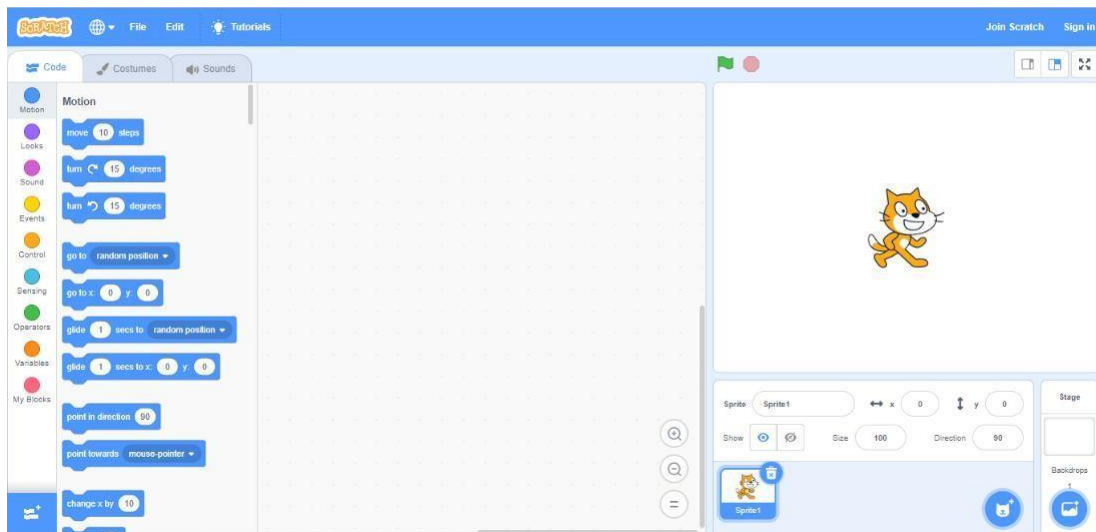 SCRATCH File Edit Tutorials Join Scratch Sign in
Code Costumes Sounds
Motion
Looks
Sound
Events
Control
Sensing
Operators
Variables
My Blocks
Motion
move 10 steps
turn 15 degrees
turn 15 degrees
go to random position
go to x: 0 y: 0
glide 1 secs to random position
glide 1 secs to x: 0 y: 0
point in direction 90
point towards mouse-pointer
change x by 10
Sprite Sprite1 x 0 y 0
Show Size 100 Direction 90
Sprite1
Stage
Backdrops
1